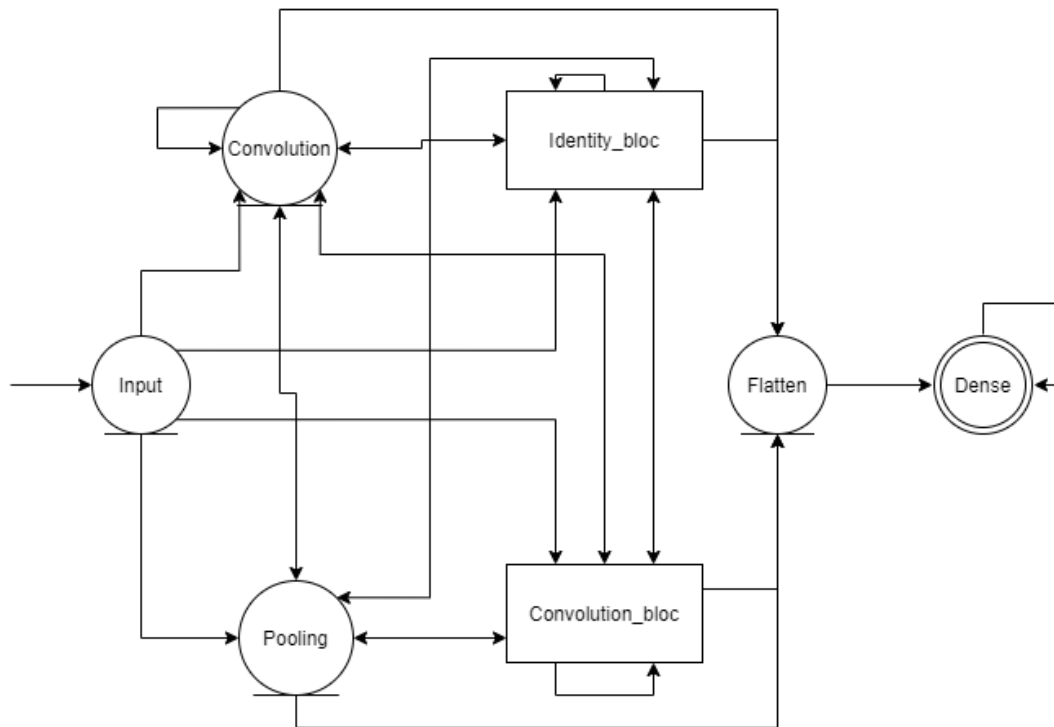 Convolution
Identity_bloc
Input
Flatten
Dense
Pooling
Convolution_bloc